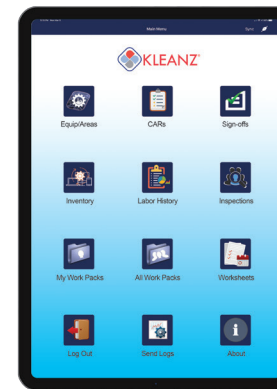 Main Menu
Sync
KLEANZ
Equip/Areas
CARs
Sign-offs
Inventory
Labor History
Inspections
My Work Packs
All Work Packs
Worksheets
Log Out
Send Logs
About